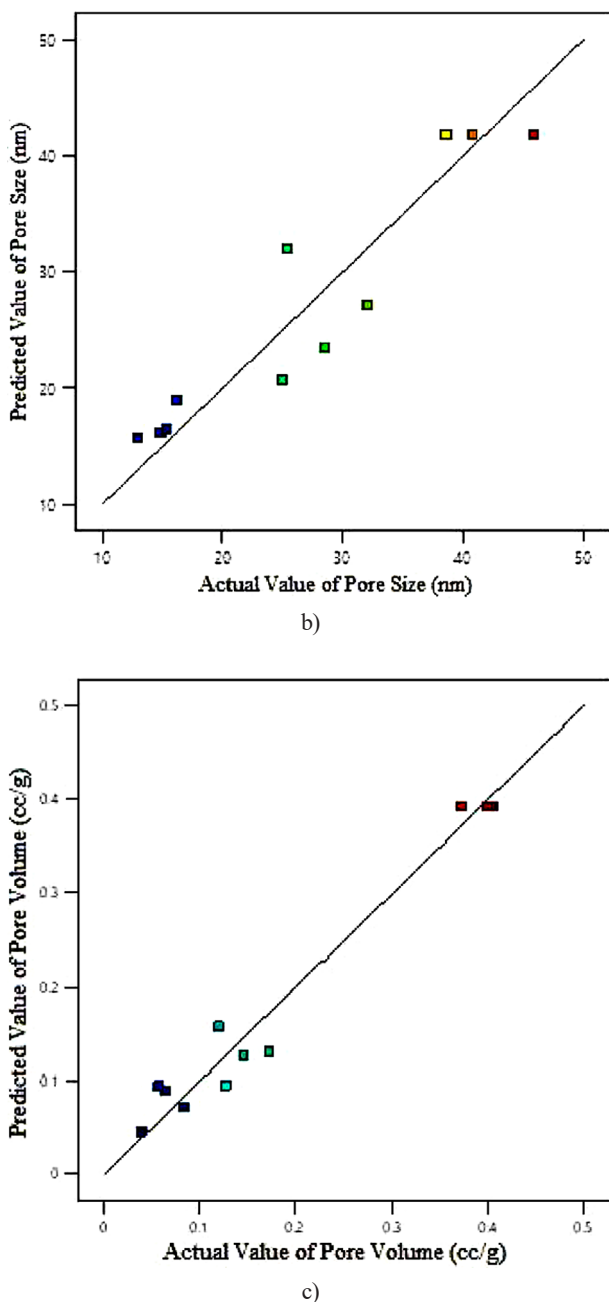 50
40
30
20
10
Predicted Value of Pore Size (nm)
10 20 30 40 50
Actual Value of Pore Size (nm)
b)
0.5
0.4
0.3
0.2
0.1
0
Predicted Value of Pore Volume (cc/g)
0 0.1 0.2 0.3 0.4 0.5
Actual Value of Pore Volume (cc/g)
c)